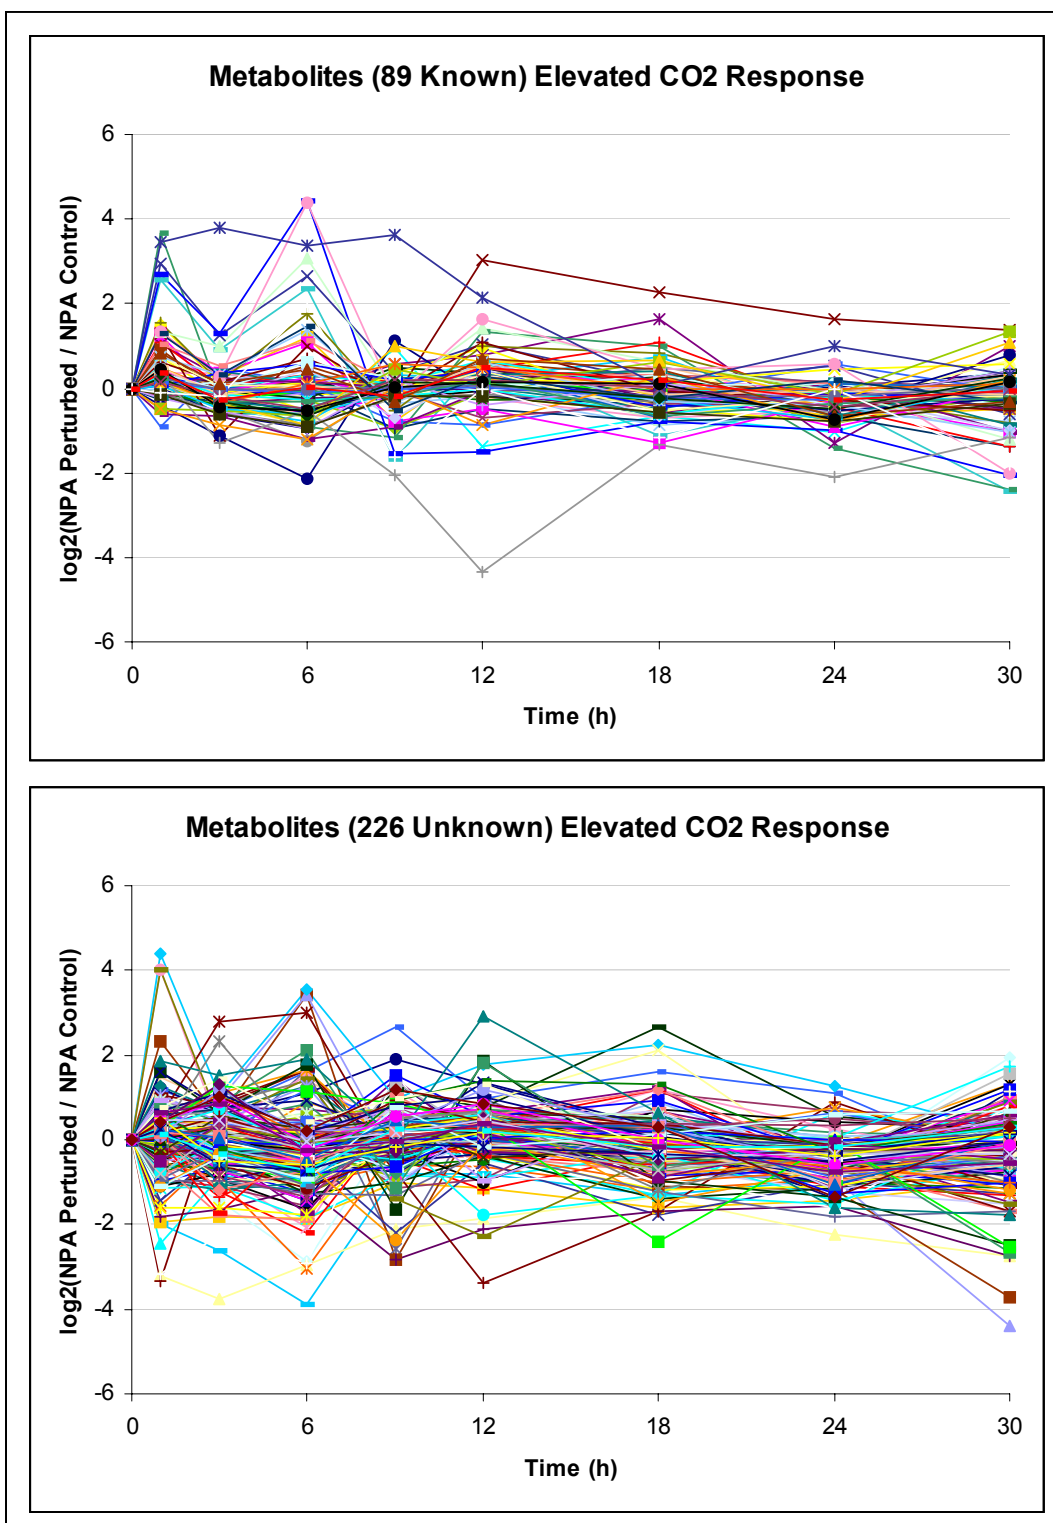 Metabolites (89 Known) Elevated CO2 Response
6
4
2
0
-2
-4
-6
log2(NPA Perturbed / NPA Control)
0 6 12 18 24 30
Time (h)
Metabolites (226 Unknown) Elevated CO2 Response
6
4
2
0
-2
-4
-6
log2(NPA Perturbed / NPA Control)
0 6 12 18 24 30
Time (h)